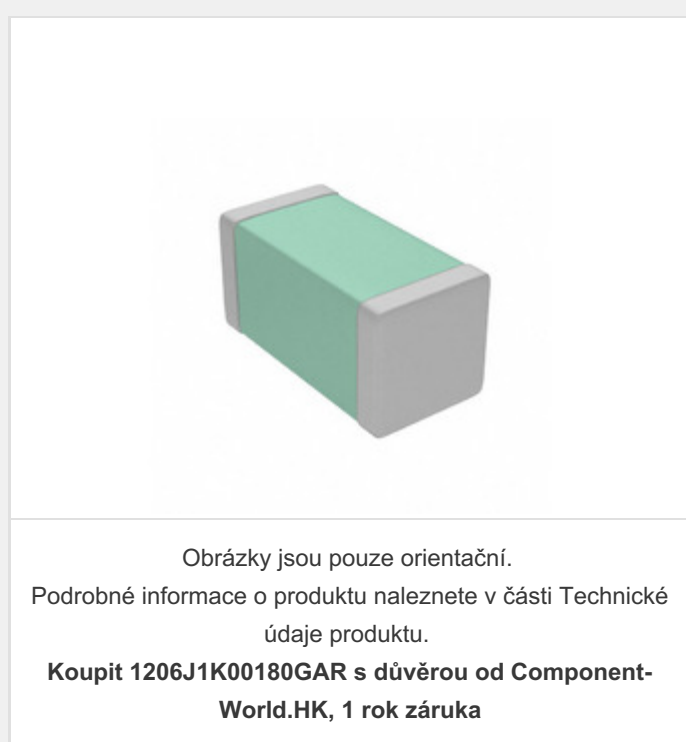 Obrázky jsou pouze orientační.
Podrobné informace o produktu naleznete v části Technické
údaje produktu.
Koupit 1206J1K00180GAR s důvěrou od Component-
World.HK, 1 rok záruka